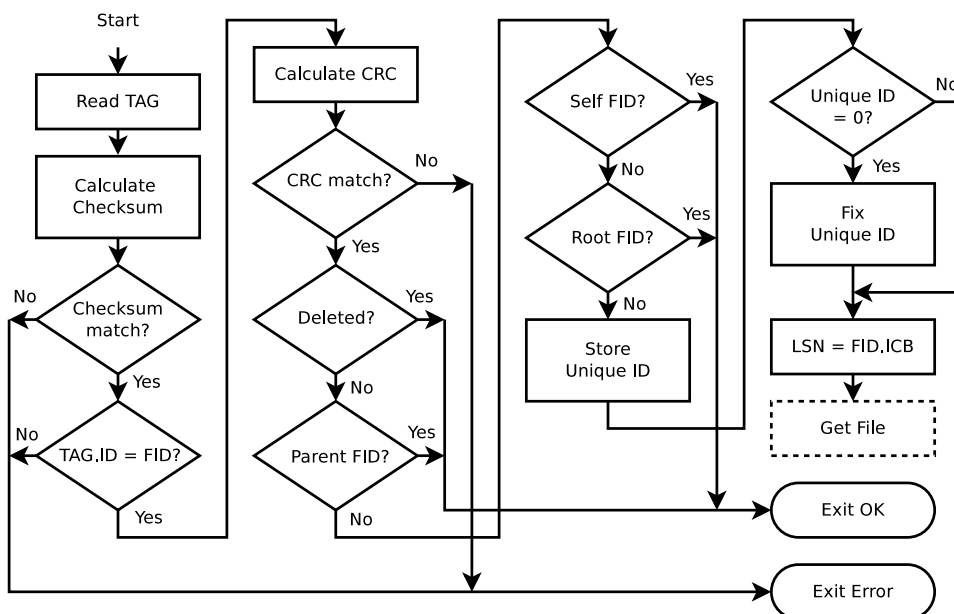 Start
Read TAG
Calculate
Checksum
Checksum
match?
No
Yes
TAG.ID = FID?
No
Yes
Calculate CRC
CRC match?
No
Yes
Deleted?
Yes
No
Parent FID?
Yes
No
Self FID?
Yes
No
Root FID?
Yes
No
Store
Unique ID
Unique ID
= 0?
No
Yes
Fix
Unique ID
LSN = FID.ICB
Get File
Exit OK
Exit Error